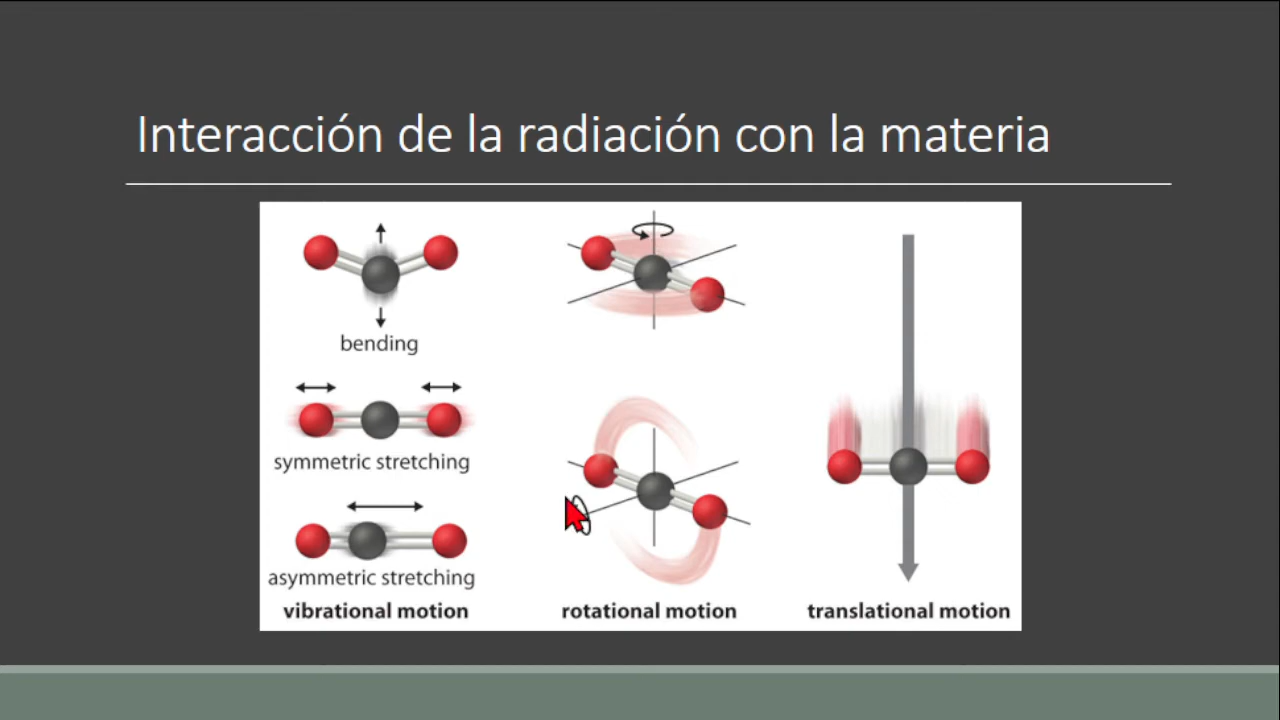 Interacción de la radiación con la materia
bending
symmetric stretching
asymmetric stretching
vibrational motion
rotational motion
translational motion